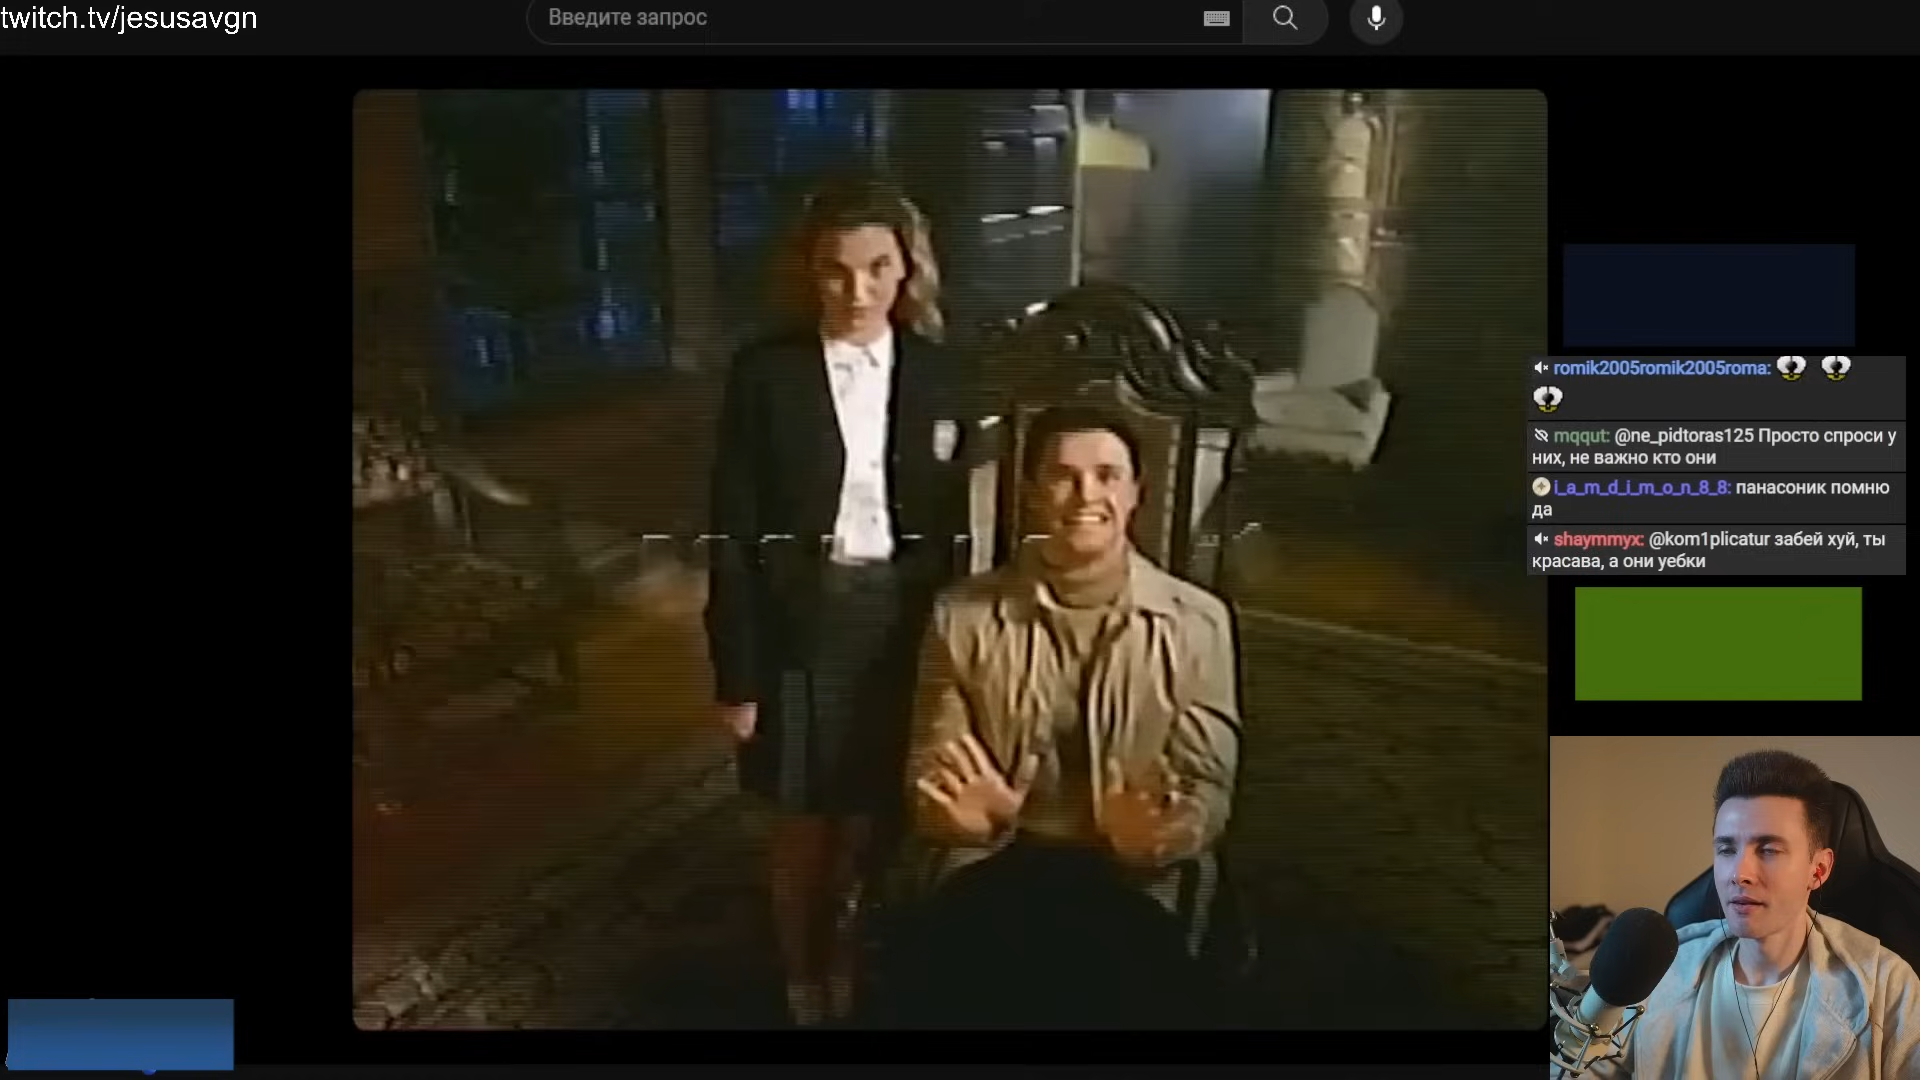 twitch.tv/jesusavgn
Введите запрос
romik2005romik2005roma:
mqqut: @ne_pidtoras125 Просто спроси у
них, не важно кто они
i_a_m_d_i_m_o_n_8_8: панасоник помню
да
shaymmyx: @kom1plicatur забей хуй, ты
красава, а они уебки